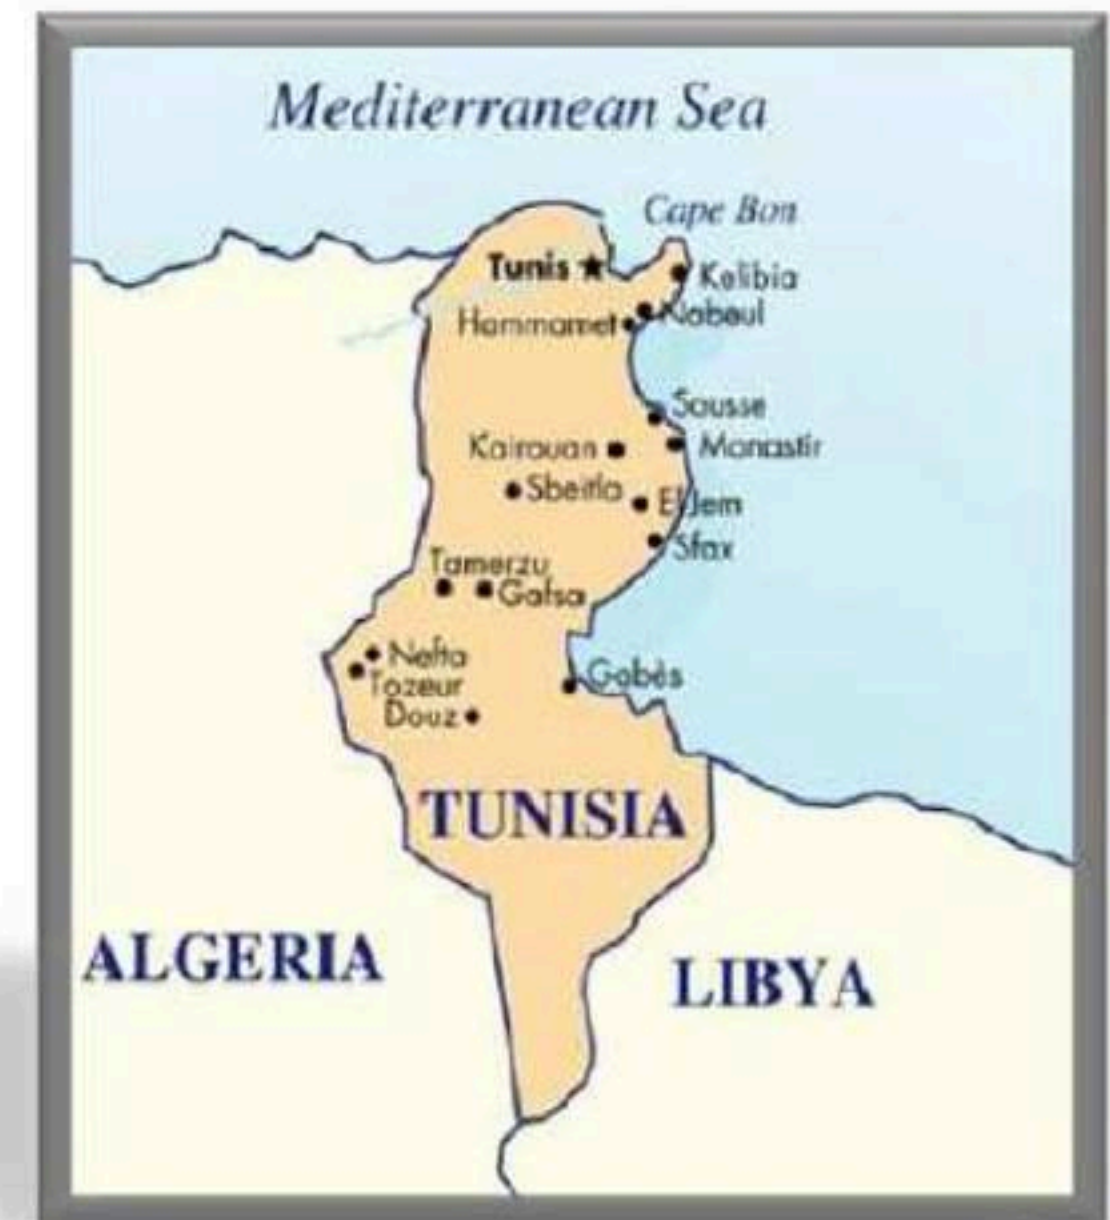 Mediterranean Sea
Cape Bon
Tunis
Kelibia
Nabeul
Hammamet
Sousse
Kairouan
Monastir
Sbeitla
El Jem
Sfax
Tamerzu
Gafsa
Nefta
Tozeur
Gabès
Douz
TUNISIA
ALGERIA
LIBYA